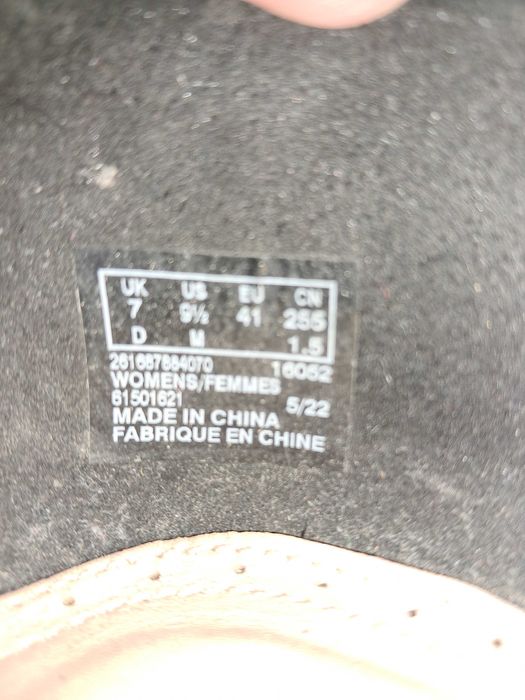 UK US EU CN
7 9½ 41 255
D M 1.5
261687684070 16052
WOMENS/FEMMES
61501621 5/22
MADE IN CHINA
FABRIQUE EN CHINE